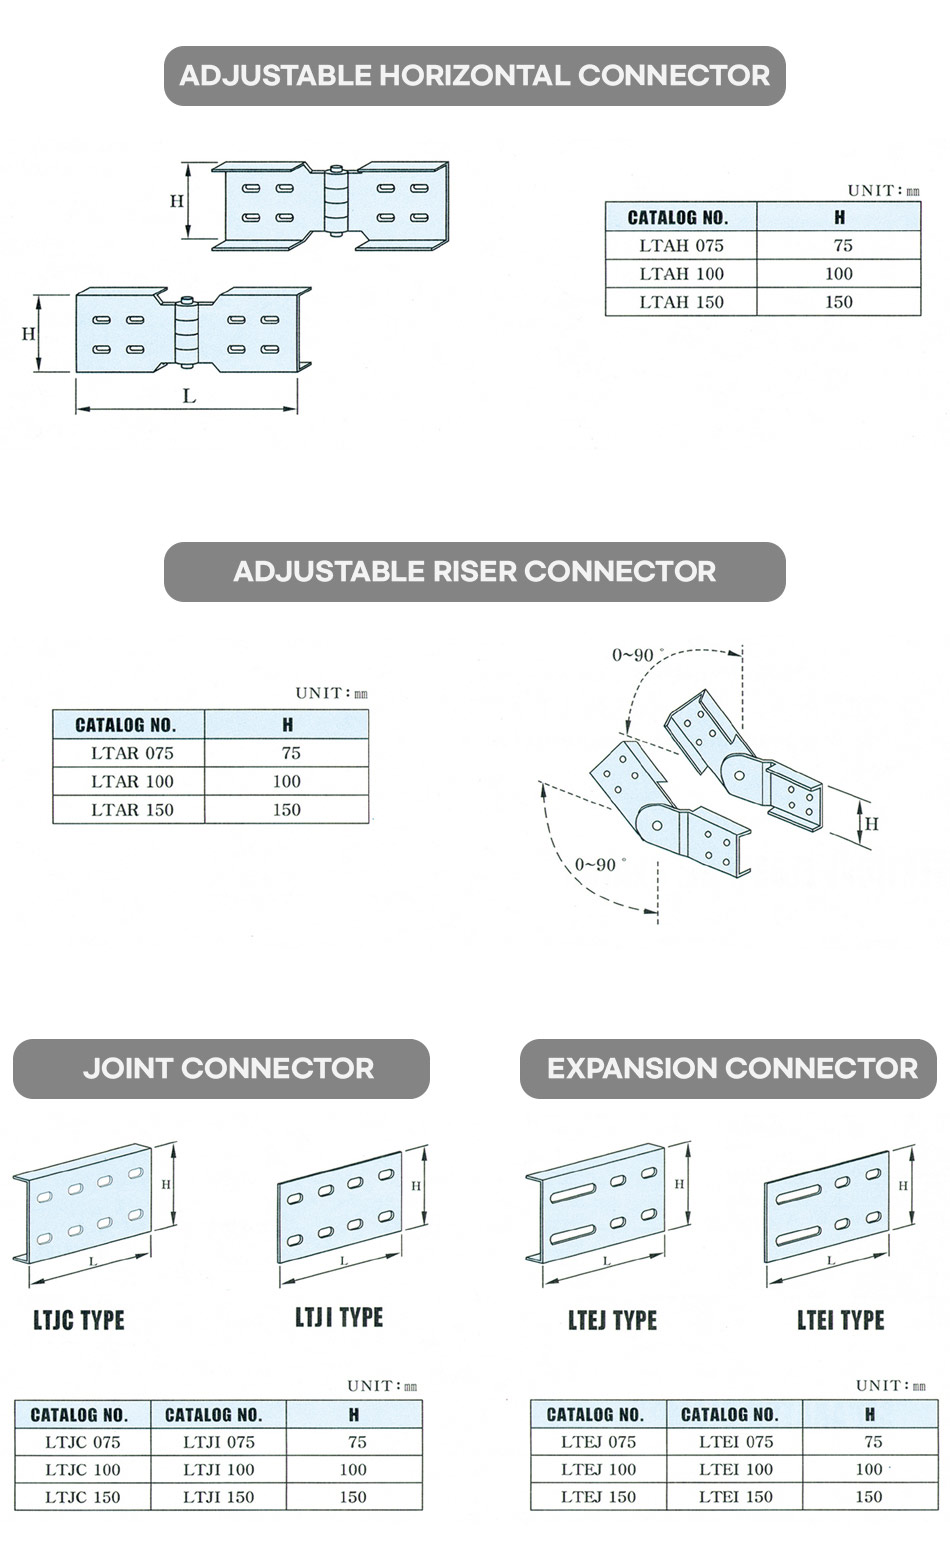 ADJUSTABLE HORIZONTAL CONNECTOR
H
H
L
UNIT : mm
CATALOG NO. H
LTAH 075 75
LTAH 100 100
LTAH 150 150
ADJUSTABLE RISER CONNECTOR
UNIT : mm
CATALOG NO. H
LTAR 075 75
LTAR 100 100
LTAR 150 150
0~90°
H
0~90°
JOINT CONNECTOR
H
L
LTJC TYPE
H
L
LTJI TYPE
UNIT : mm
CATALOG NO. CATALOG NO. H
LTJC 075 LTJI 075 75
LTJC 100 LTJI 100 100
LTJC 150 LTJI 150 150
EXPANSION CONNECTOR
H
L
LTEJ TYPE
H
L
LTEI TYPE
UNIT : mm
CATALOG NO. CATALOG NO. H
LTEJ 075 LTEI 075 75
LTEJ 100 LTEI 100 100
LTEJ 150 LTEI 150 150